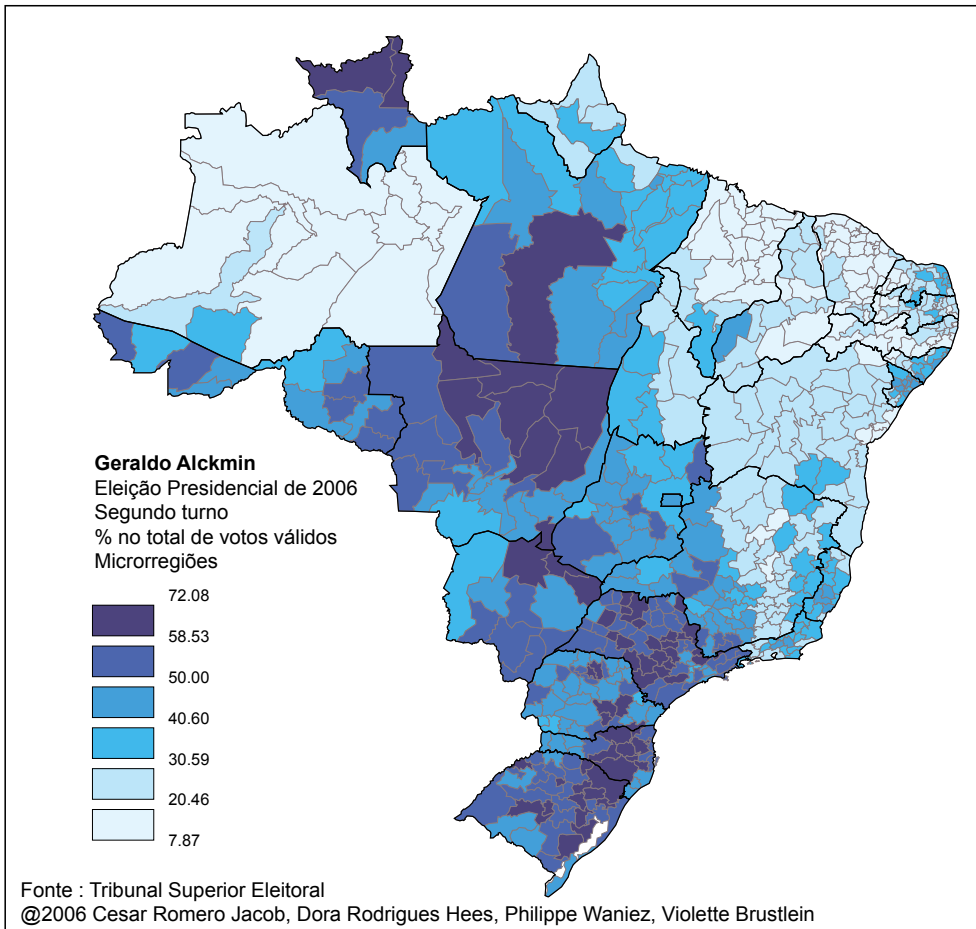 Geraldo Alckmin
Eleição Presidencial de 2006
Segundo turno
% no total de votos válidos
Microrregiões
72.08
58.53
50.00
40.60
30.59
20.46
7.87
Fonte : Tribunal Superior Eleitoral
@2006 Cesar Romero Jacob, Dora Rodrigues Hees, Philippe Waniez, Violette Brustlein